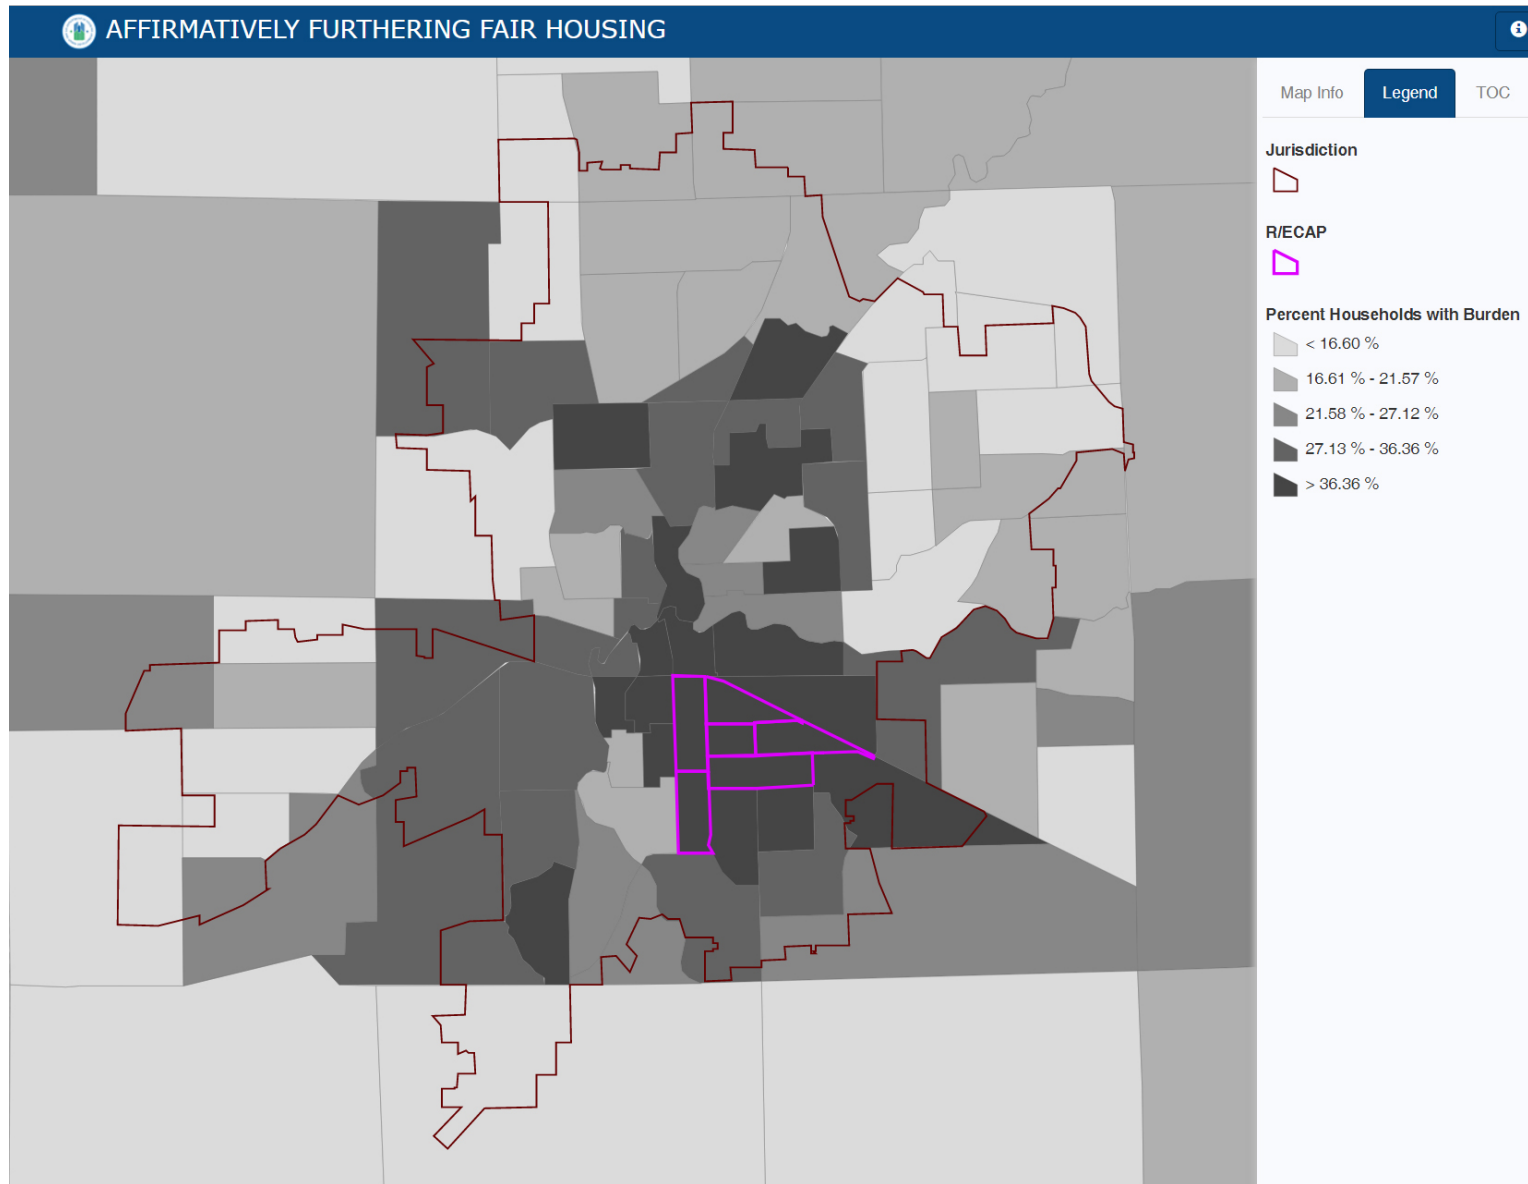 AFFIRMATIVELY FURTHERING FAIR HOUSING
Map Info Legend TOC
Jurisdiction
R/ECAP
Percent Households with Burden
< 16.60 %
16.61 % - 21.57 %
21.58 % - 27.12 %
27.13 % - 36.36 %
> 36.36 %